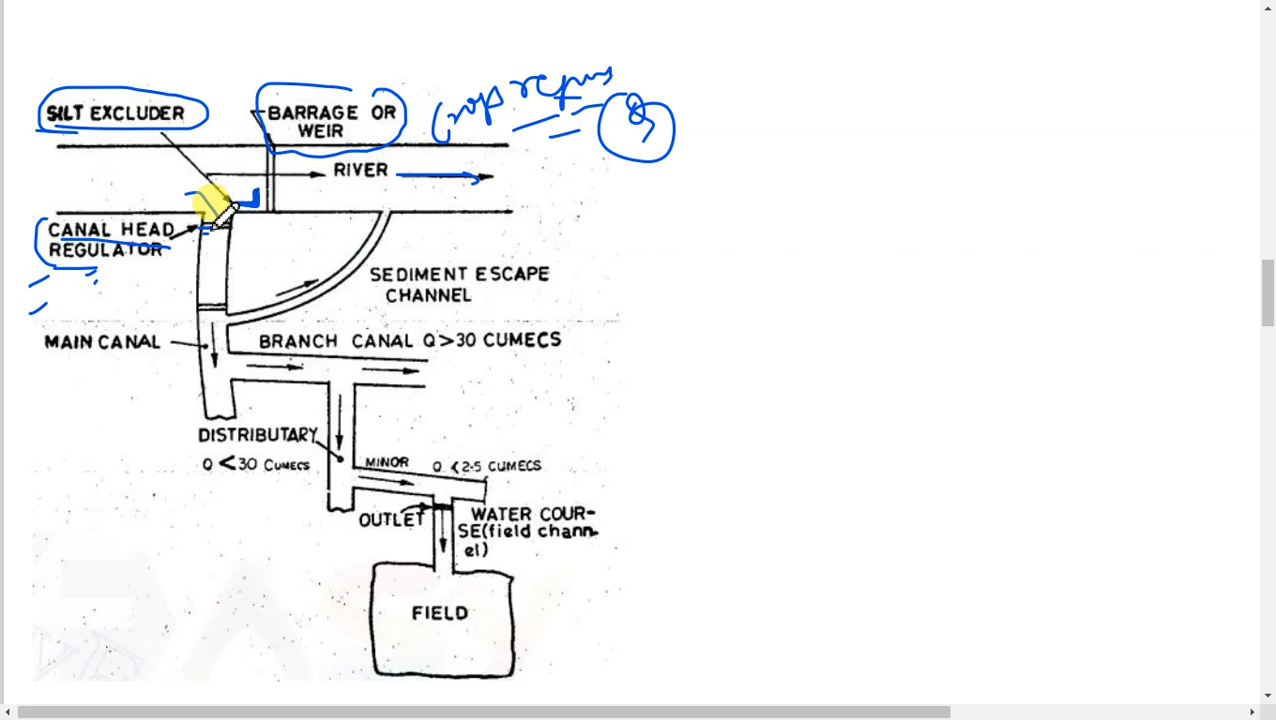 SILT EXCLUDER
BARRAGE OR
WEIR
Crop
RIVER
CANAL HEAD
REGULATOR
SEDIMENT ESCAPE
CHANNEL
MAIN CANAL
BRANCH CANAL Q>30 CUMECS
DISTRIBUTARY
Q <30 CUMECS
MINOR Q <2.5 CUMECS
OUTLET
WATER COUR-
SE(field chann-
el)
FIELD